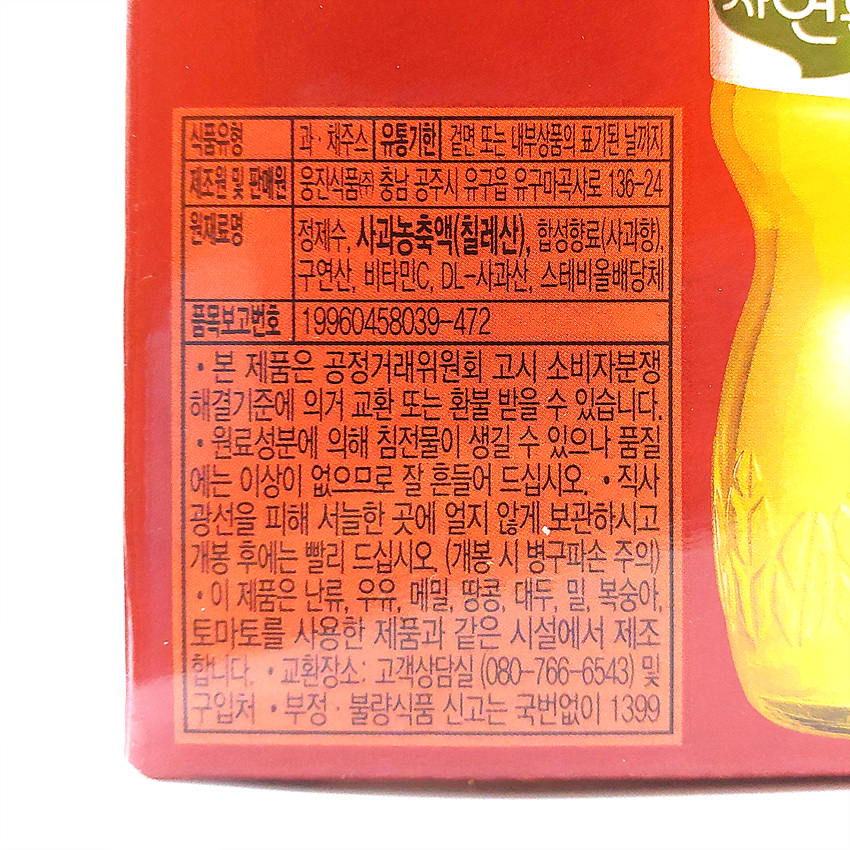 자연은
식품유형 과·채주스 유통기한 겉면 또는 내부상품의 표기된 날까지
제조원 및 판매원 웅진식품㈜ 충남 공주시 유구읍 유구마곡사로 136-24
원재료명 정제수, 사과농축액(칠레산), 합성향료(사과향),
구연산, 비타민C, DL-사과산, 스테비올배당체
품목보고번호 19960458039-472
• 본 제품은 공정거래위원회 고시 소비자분쟁
해결기준에 의거 교환 또는 환불 받을 수 있습니다.
• 원료성분에 의해 침전물이 생길 수 있으나 품질
에는 이상이 없으므로 잘 흔들어 드십시오. • 직사
광선을 피해 서늘한 곳에 얼지 않게 보관하시고
개봉 후에는 빨리 드십시오. (개봉 시 병구파손 주의)
• 이 제품은 난류, 우유, 메밀, 땅콩, 대두, 밀, 복숭아,
토마토를 사용한 제품과 같은 시설에서 제조
합니다. • 교환장소: 고객상담실 (080-766-6543) 및
구입처 • 부정·불량식품 신고는 국번없이 1399